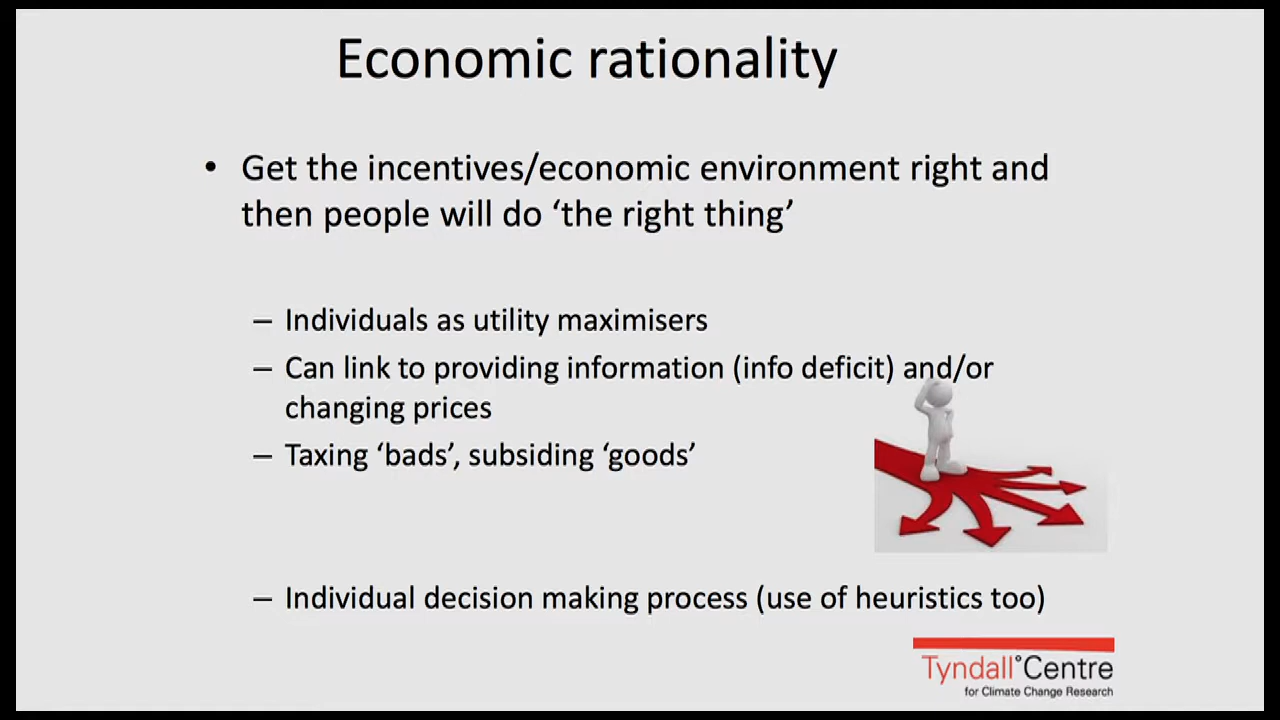 Economic rationality
• Get the incentives/economic environment right and
then people will do ‘the right thing’
– Individuals as utility maximisers
– Can link to providing information (info deficit) and/or
changing prices
– Taxing ‘bads’, subsiding ‘goods’
– Individual decision making process (use of heuristics too)
Tyndall°Centre
for Climate Change Research